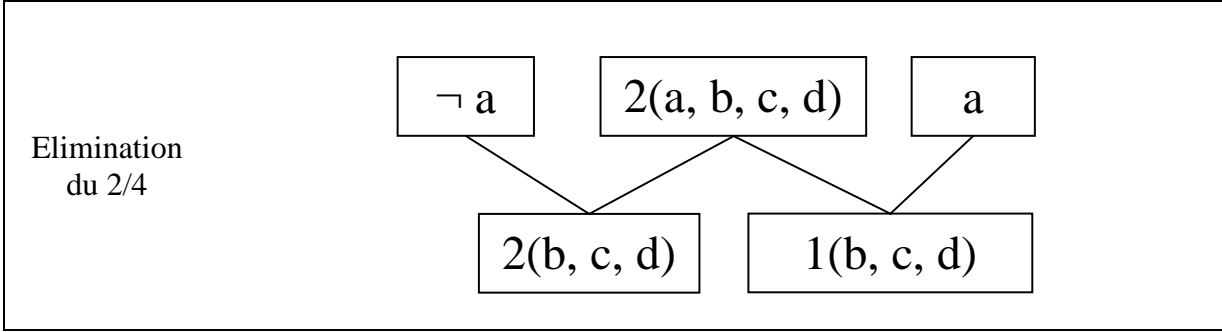 Elimination
du 2/4
¬ a
2(a, b, c, d)
a
2(b, c, d)
1(b, c, d)